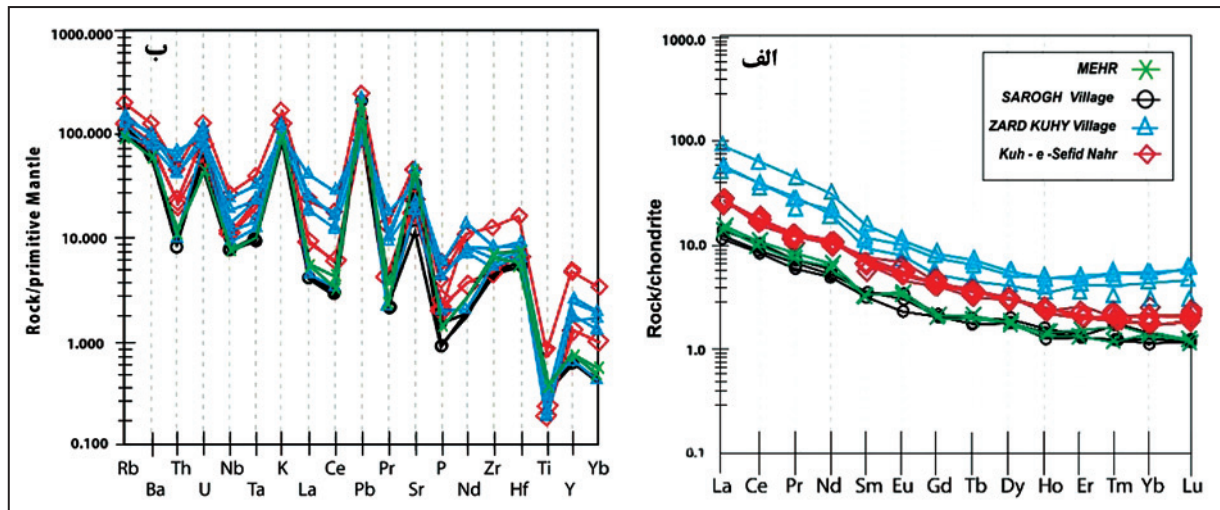 1000.000
100.000
10.000
1.000
0.100
Rock/primitive Mantle
ب
Rb Ba Th U Nb Ta K La Ce Pb Pr Sr P Nd Zr Hf Ti Y Yb
1000.0
100.0
10.0
1.0
0.1
Rock/chondrite
الف
MEHR
SAROGH Village
ZARD KUHY Village
Kuh - e -Sefid Nahr
La Ce Pr Nd Sm Eu Gd Tb Dy Ho Er Tm Yb Lu